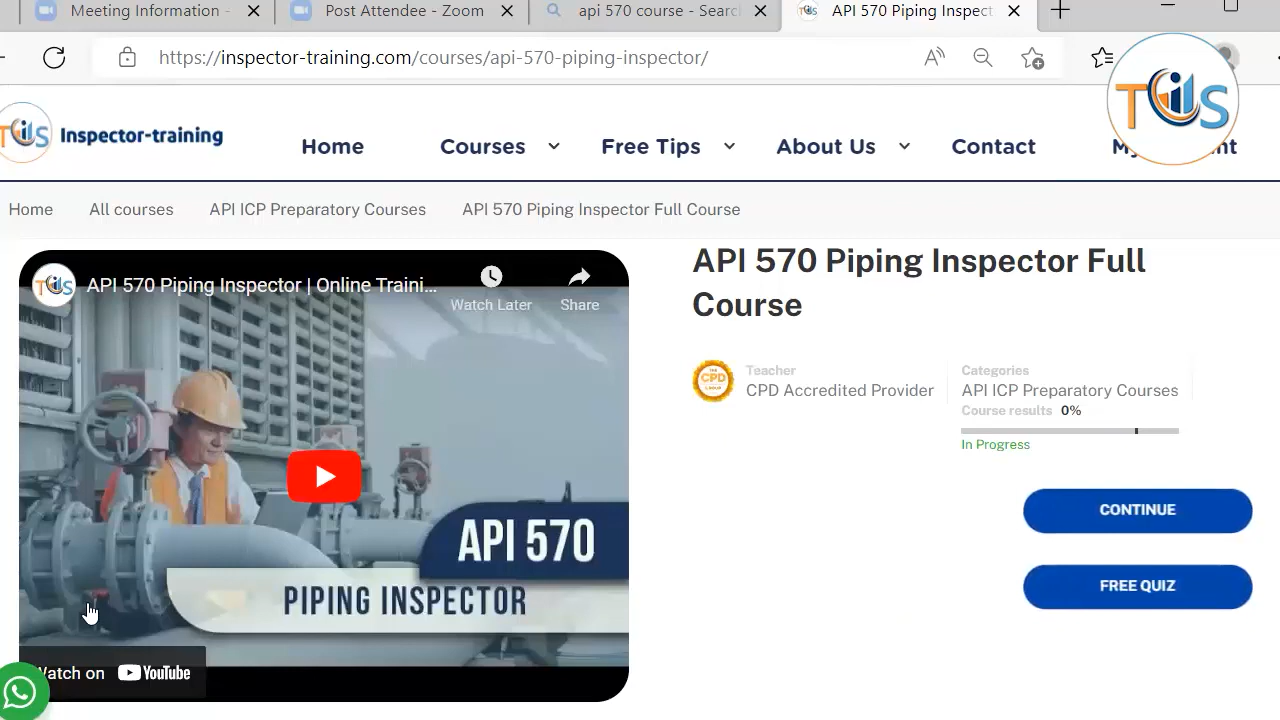 Meeting Information -
Post Attendee - Zoom
api 570 course - Searc
API 570 Piping Inspect
https://inspector-training.com/courses/api-570-piping-inspector/
TIS
TIS Inspector-training
Home
Courses
Free Tips
About Us
Contact
Home
All courses
API ICP Preparatory Courses
API 570 Piping Inspector Full Course
TIS
API 570 Piping Inspector | Online Traini...
Watch Later
Share
API 570
PIPING INSPECTOR
Watch on YouTube
API 570 Piping Inspector Full
Course
CPD
Teacher
CPD Accredited Provider
Categories
API ICP Preparatory Courses
Course results 0%
In Progress
CONTINUE
FREE QUIZ